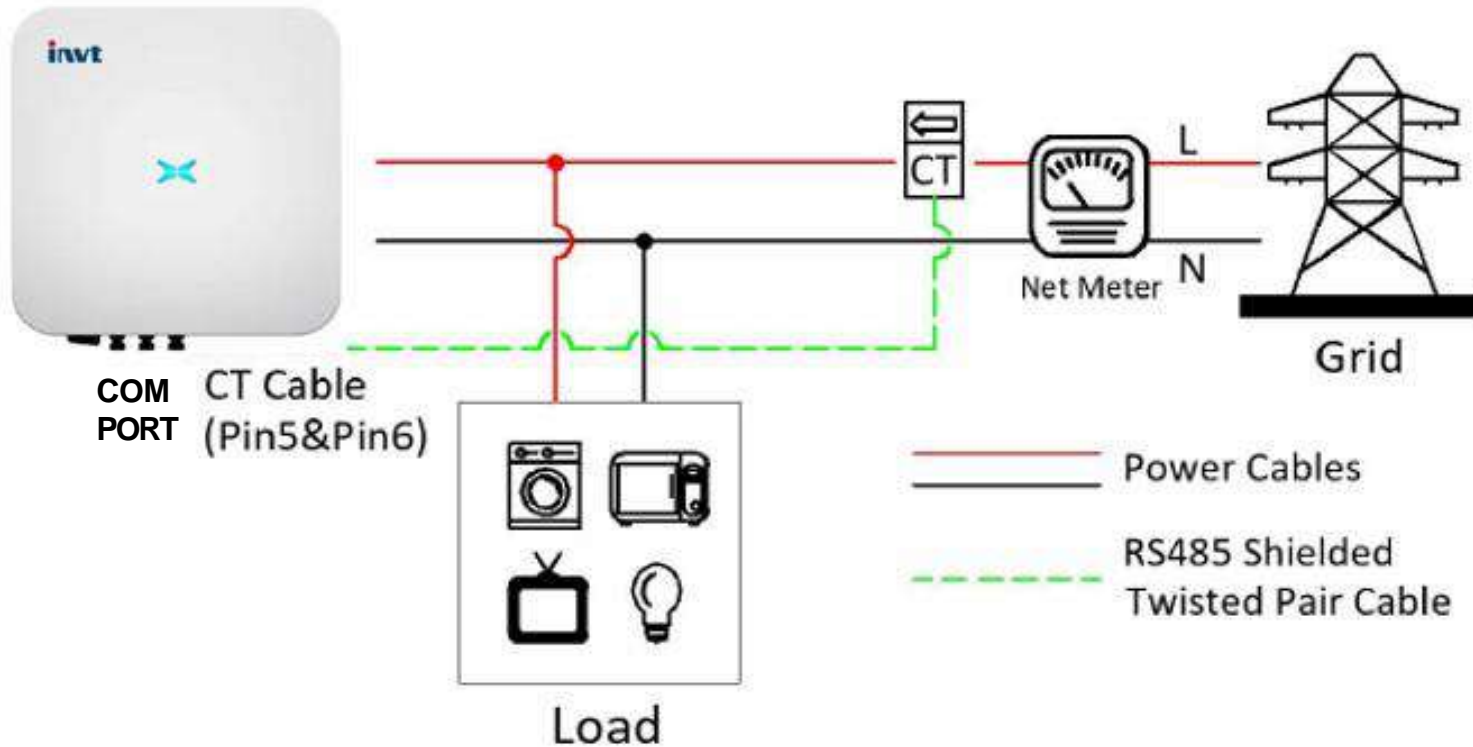 invt
CT
L
N
Net Meter
Grid
COM
PORT
CT Cable
(Pin5&Pin6)
Power Cables
RS485 Shielded
Twisted Pair Cable
Load